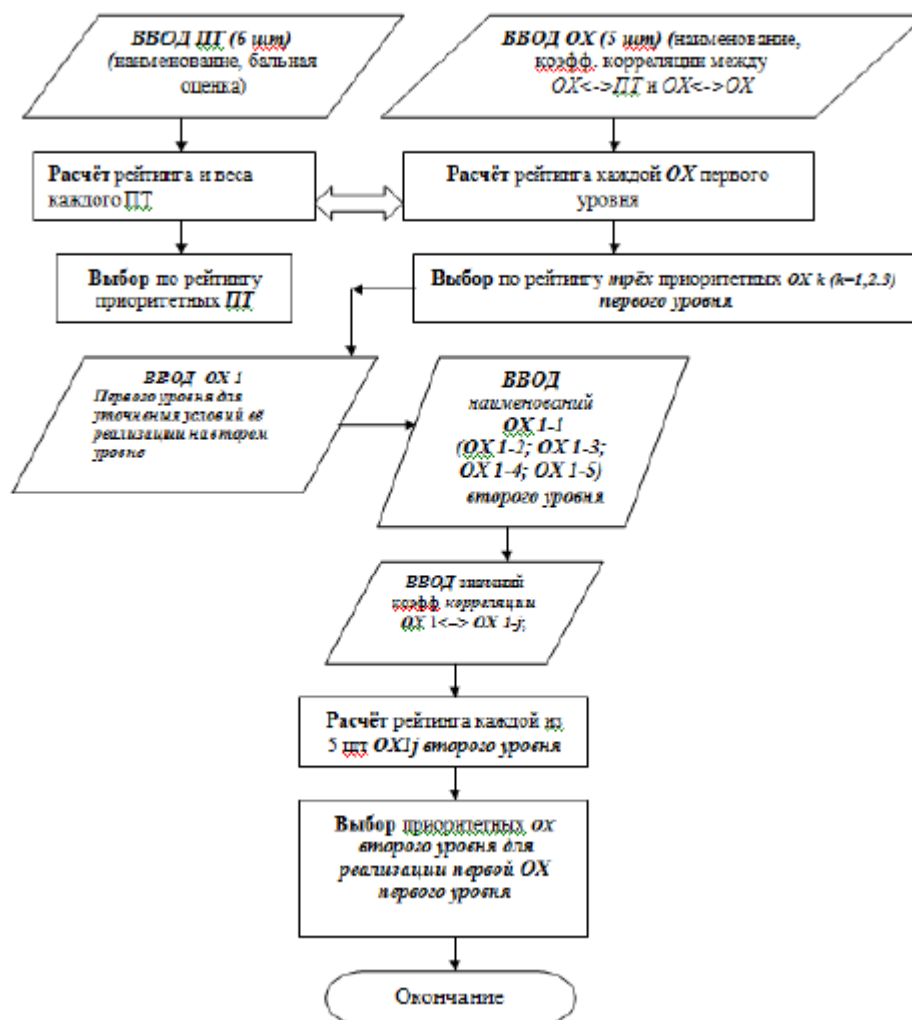 ВВОД ПТ (6 шт)
(наименование, бальная
оценка)
ВВОД ОХ (5 шт) (наименование,
коэфф. корреляции между
ОХ<->ПТ и ОХ<->ОХ
Расчёт рейтинга и веса
каждого ПТ
Расчёт рейтинга каждой ОХ первого
уровня
Выбор по рейтингу
приоритетных ПТ
Выбор по рейтингу трёх приоритетных ОХ k (k=1,2.3)
первого уровня
ВВОД ОХ 1
Первого уровня для
уточнения условий её
реализации на втором
уровне
ВВОД
наименований
ОХ 1-1
(ОХ 1-2; ОХ 1-3;
ОХ 1-4; ОХ 1-5)
второго уровня
ВВОД значений
коэфф. корреляции
ОХ 1<–> ОХ 1-j;
Расчёт рейтинга каждой из
5 шт ОХ1j второго уровня
Выбор приоритетных ОХ
второго уровня для
реализации первой ОХ
первого уровня
Окончание